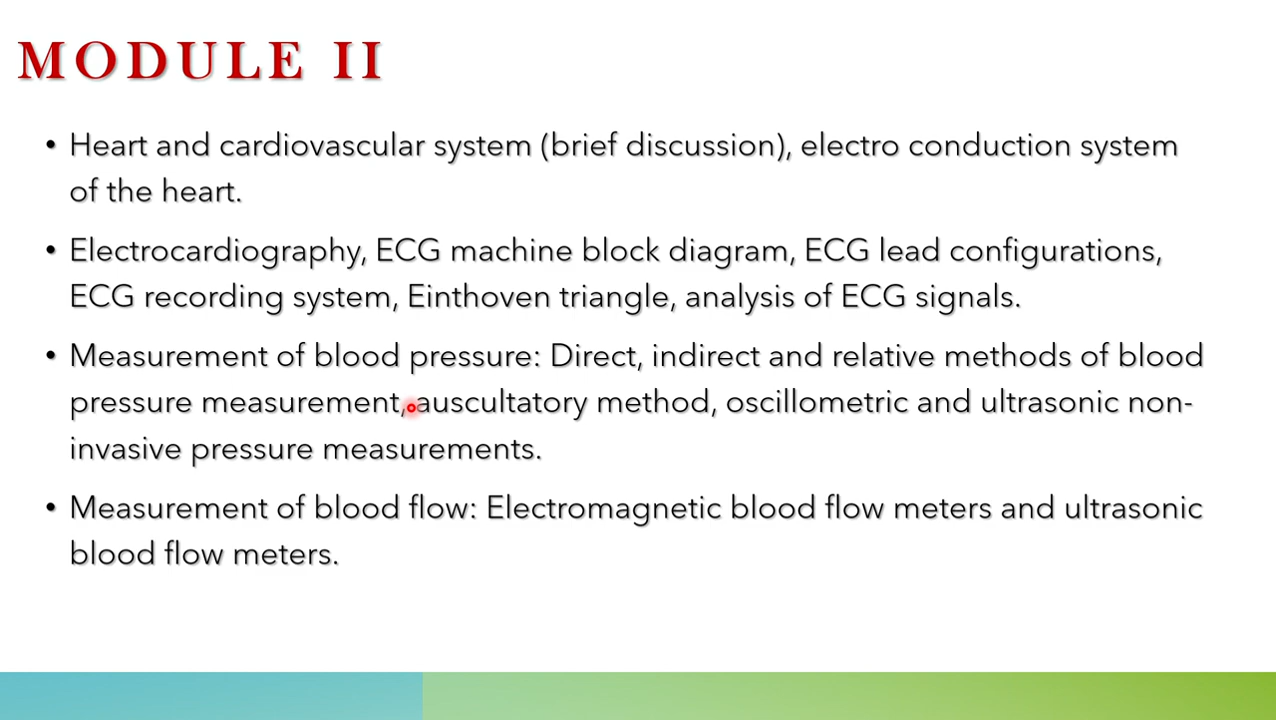 MODULE II
• Heart and cardiovascular system (brief discussion), electro conduction system
of the heart.
• Electrocardiography, ECG machine block diagram, ECG lead configurations,
ECG recording system, Einthoven triangle, analysis of ECG signals.
• Measurement of blood pressure: Direct, indirect and relative methods of blood
pressure measurement, auscultatory method, oscillometric and ultrasonic non-
invasive pressure measurements.
• Measurement of blood flow: Electromagnetic blood flow meters and ultrasonic
blood flow meters.